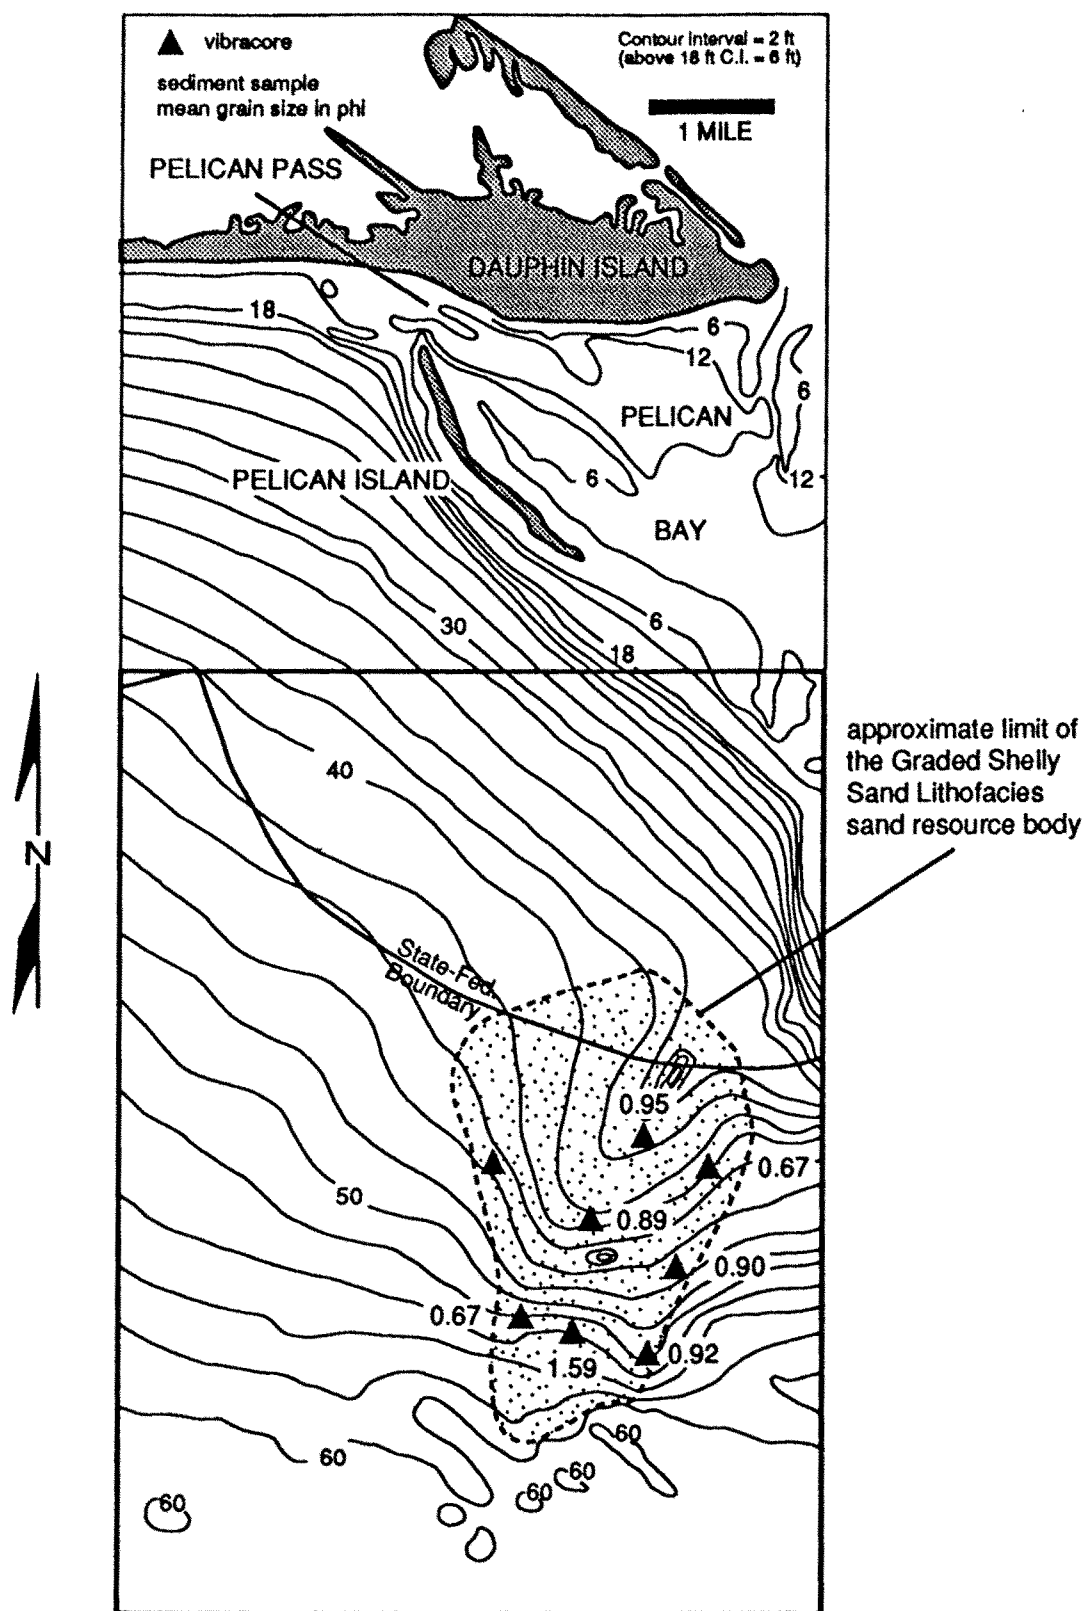 vibracore
sediment sample
mean grain size in phi
Contour Interval = 2 ft
(above 18 ft C.I. = 6 ft)
1 MILE
PELICAN PASS
DAUPHIN ISLAND
18
6
12
6
PELICAN
PELICAN ISLAND
6
12
BAY
30
6
18
approximate limit of
the Graded Shelly
Sand Lithofacies
sand resource body
40
N
State-Fed.
Boundary
0.95
0.67
50
0.89
0.90
0.67
0.92
1.59
60
60
60
60
60